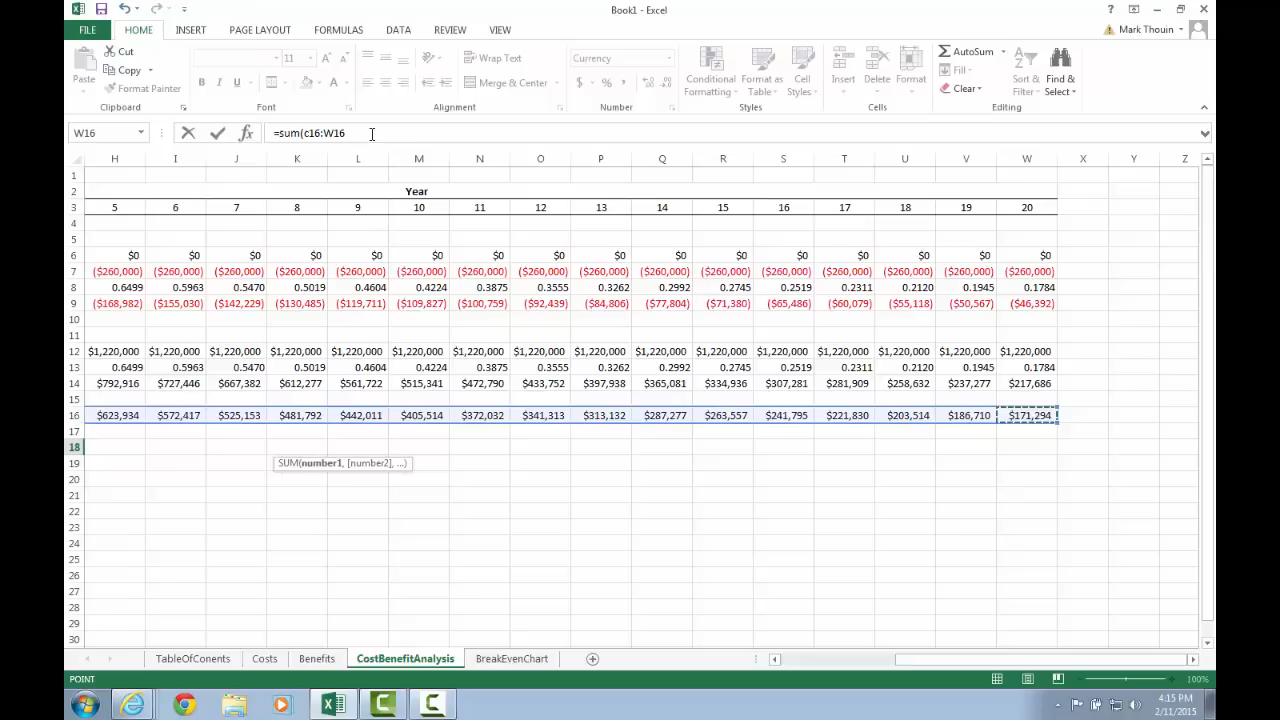 Book1 - Excel
FILE HOME INSERT PAGE LAYOUT FORMULAS DATA REVIEW VIEW Mark Thouin
Cut
Copy
Format Painter
Paste
11
Wrap Text
Merge & Center
Currency
Conditional Formatting
Format as Table
Cell Styles
Insert
Delete
Format
AutoSum
Fill
Clear
Sort & Filter
Find & Select
Clipboard Font Alignment Number Styles Cells Editing
W16 =sum(c16:W16
H I J K L M N O P Q R S T U V W X Y Z
1
2 Year
3 5 6 7 8 9 10 11 12 13 14 15 16 17 18 19 20
4
5
6 $0 $0 $0 $0 $0 $0 $0 $0 $0 $0 $0 $0 $0 $0 $0 $0
7 ($260,000) ($260,000) ($260,000) ($260,000) ($260,000) ($260,000) ($260,000) ($260,000) ($260,000) ($260,000) ($260,000) ($260,000) ($260,000) ($260,000) ($260,000) ($260,000)
8 0.6499 0.5963 0.5470 0.5019 0.4604 0.4224 0.3875 0.3555 0.3262 0.2992 0.2745 0.2519 0.2311 0.2120 0.1945 0.1784
9 ($168,982) ($155,030) ($142,229) ($130,485) ($119,711) ($109,827) ($100,759) ($92,439) ($84,806) ($77,804) ($71,380) ($65,486) ($60,079) ($55,118) ($50,567) ($46,392)
10
11
12 $1,220,000 $1,220,000 $1,220,000 $1,220,000 $1,220,000 $1,220,000 $1,220,000 $1,220,000 $1,220,000 $1,220,000 $1,220,000 $1,220,000 $1,220,000 $1,220,000 $1,220,000 $1,220,000
13 0.6499 0.5963 0.5470 0.5019 0.4604 0.4224 0.3875 0.3555 0.3262 0.2992 0.2745 0.2519 0.2311 0.2120 0.1945 0.1784
14 $792,916 $727,446 $667,382 $612,277 $561,722 $515,341 $472,790 $433,752 $397,938 $365,081 $334,936 $307,281 $281,909 $258,632 $237,277 $217,686
15
16 $623,934 $572,417 $525,153 $481,792 $442,011 $405,514 $372,032 $341,313 $313,132 $287,277 $263,557 $241,795 $221,830 $203,514 $186,710 $171,294
17
18
19 SUM(number1, [number2], ...)
20
21
22
23
24
25
26
27
28
29
30
TableOfConents Costs Benefits CostBenefitAnalysis BreakEvenChart
POINT 100%
4:15 PM
2/11/2015